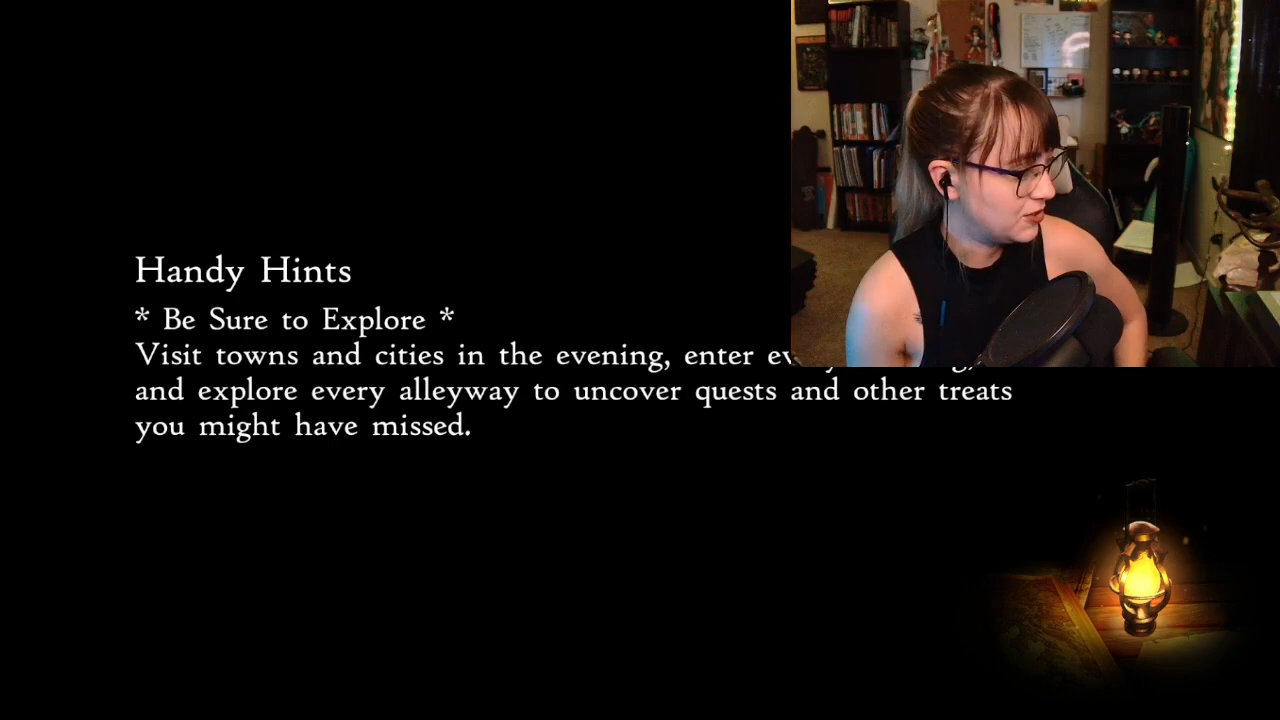 Handy Hints
* Be Sure to Explore *
Visit towns and cities in the evening, enter
and explore every alleyway to uncover quests and other treats
you might have missed.